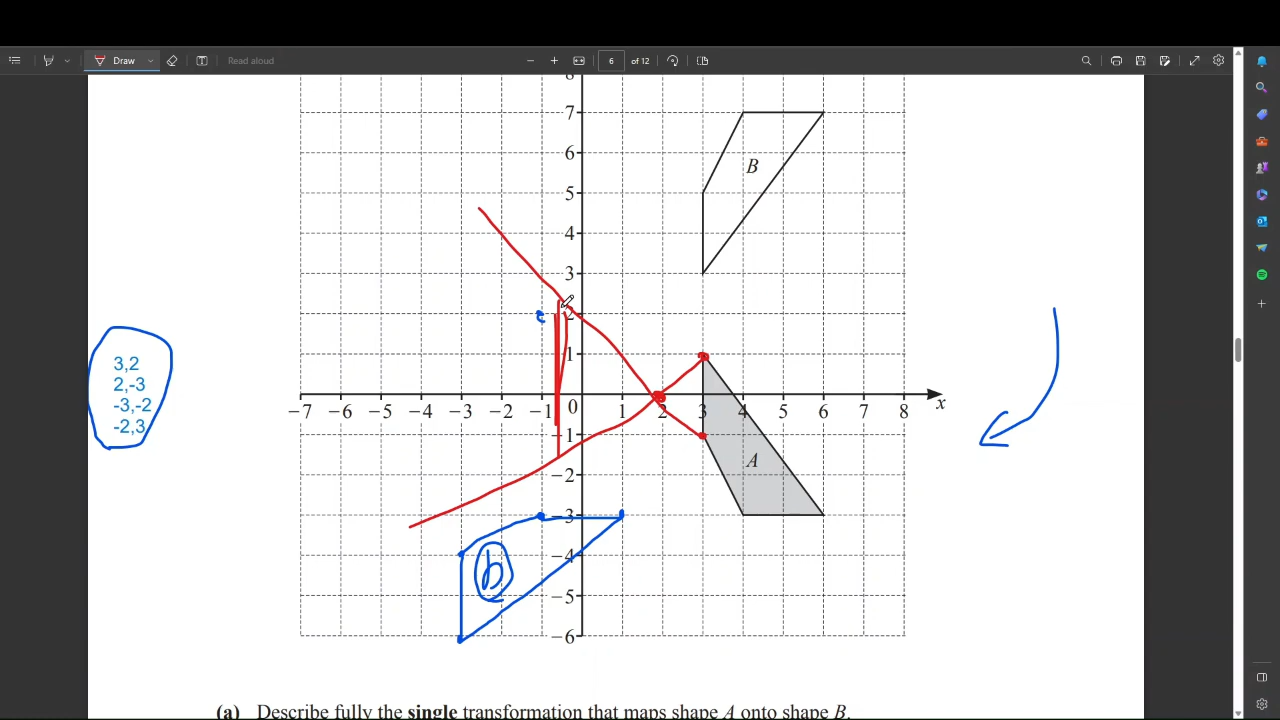 Draw
Read aloud
6 of 12
8
7
6
B
5
4
3
2
1
−7 −6 −5 −4 −3 −2 −1 0 1 2 3 4 5 6 7 8 x
−1
A
−2
−3
−4
b
−5
−6
3,2
2,-3
-3,-2
-2,3
(a) Describe fully the single transformation that maps shape A onto shape B.